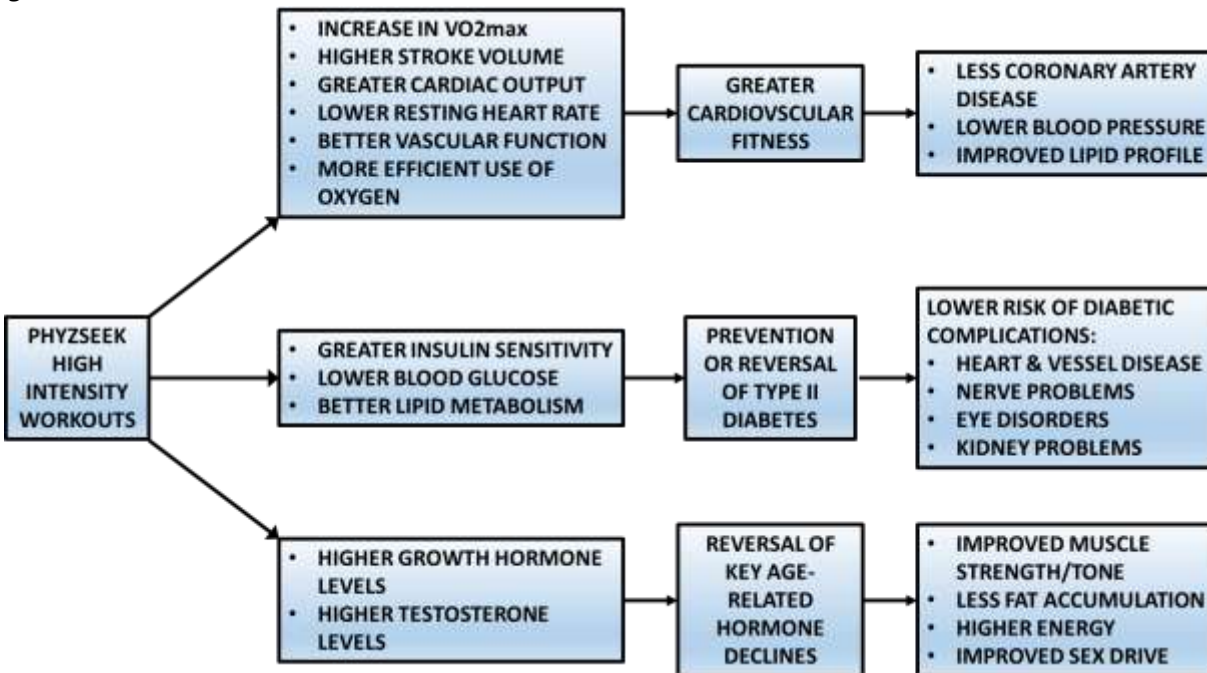 PHYZSEEK
HIGH
INTENSITY
WORKOUTS
• INCREASE IN VO2max
• HIGHER STROKE VOLUME
• GREATER CARDIAC OUTPUT
• LOWER RESTING HEART RATE
• BETTER VASCULAR FUNCTION
• MORE EFFICIENT USE OF
OXYGEN
GREATER
CARDIOVSCULAR
FITNESS
• LESS CORONARY ARTERY
DISEASE
• LOWER BLOOD PRESSURE
• IMPROVED LIPID PROFILE
• GREATER INSULIN SENSITIVITY
• LOWER BLOOD GLUCOSE
• BETTER LIPID METABOLISM
PREVENTION
OR REVERSAL
OF TYPE II
DIABETES
LOWER RISK OF DIABETIC
COMPLICATIONS:
• HEART & VESSEL DISEASE
• NERVE PROBLEMS
• EYE DISORDERS
• KIDNEY PROBLEMS
• HIGHER GROWTH HORMONE
LEVELS
• HIGHER TESTOSTERONE
LEVELS
REVERSAL OF
KEY AGE-
RELATED
HORMONE
DECLINES
• IMPROVED MUSCLE
STRENGTH/TONE
• LESS FAT ACCUMULATION
• HIGHER ENERGY
• IMPROVED SEX DRIVE